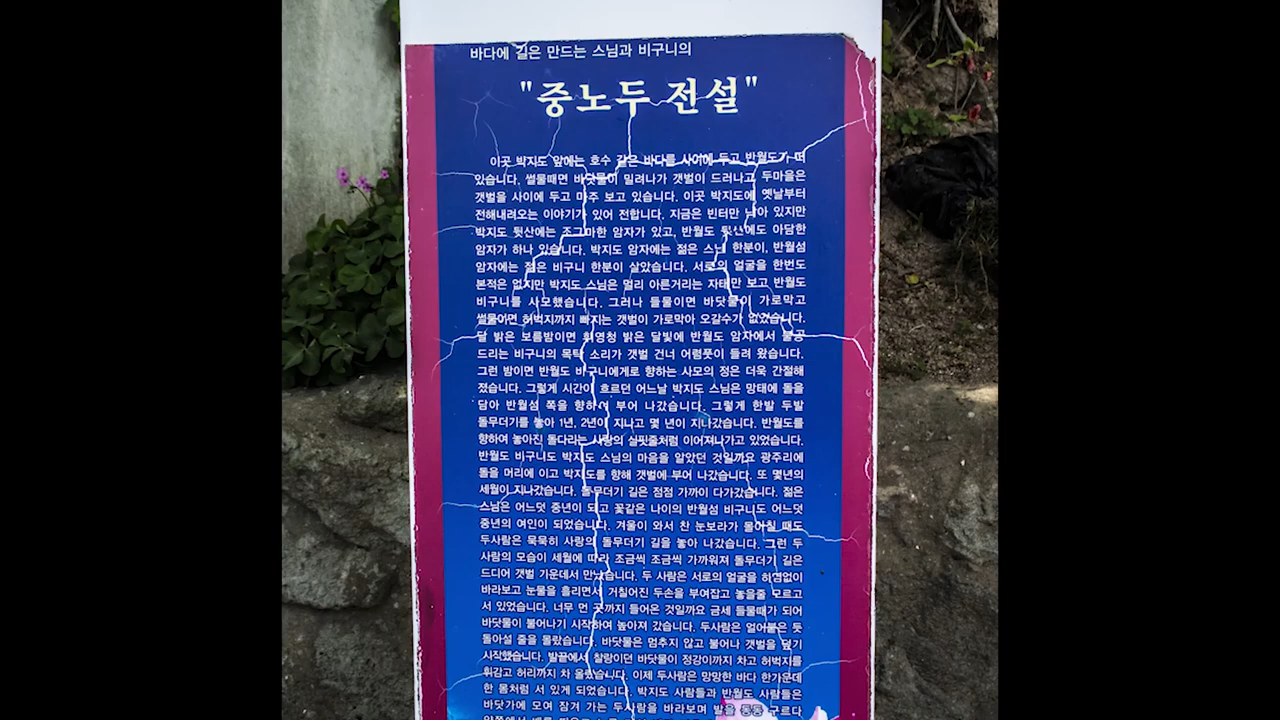 바다에 길은 만드는 스님과 비구니의
"중노두 전설"
이곳 박지도 앞에는 호수 같은 바다를 사이에 두고 반월도가 떠
있습니다. 썰물때면 바닷물이 밀려나가 갯벌이 드러나고 두마을은
갯벌을 사이에 두고 마주 보고 있습니다. 이곳 박지도에 옛날부터
전해내려오는 이야기가 있어 전합니다. 지금은 빈터만 남아 있지만
박지도 뒷산에는 조그마한 암자가 있고, 반월도 뒷산에도 아담한
암자가 하나 있습니다. 박지도 암자에는 젊은 스님 한분이, 반월섬
암자에는 젊은 비구니 한분이 살았습니다. 서로의 얼굴을 한번도
본적은 없지만 박지도 스님은 멀리 아른거리는 자태만 보고 반월도
비구니를 사모했습니다. 그러나 들물이면 바닷물이 가로막고
썰물이면 허벅지까지 빠지는 갯벌이 가로막아 오갈수가 없었습니다.
달 밝은 보름밤이면 휘영청 밝은 달빛에 반월도 암자에서 불공
드리는 비구니의 목탁 소리가 갯벌 건너 어렴풋이 들려 왔습니다.
그런 밤이면 반월도 비구니에게로 향하는 사모의 정은 더욱 간절해
졌습니다. 그렇게 시간이 흐르던 어느날 박지도 스님은 망태에 돌을
담아 반월섬 쪽을 향하여 부어 나갔습니다. 그렇게 한발 두발
돌무더기를 놓아 1년, 2년이 지나고 몇 년이 지나갔습니다. 반월도를
향하여 놓아진 돌다리는 사랑의 실핏줄처럼 이어져나가고 있었습니다.
반월도 비구니도 박지도 스님의 마음을 알았던 것일까요 광주리에
돌을 머리에 이고 박지도를 향해 갯벌에 부어 나갔습니다. 또 몇년의
세월이 지나갔습니다. 돌무더기 길은 점점 가까이 다가갔습니다. 젊은
스님은 어느덧 중년이 되고 꽃같은 나이의 반월섬 비구니도 어느덧
중년의 여인이 되었습니다. 겨울이 와서 찬 눈보라가 몰아칠 때도
두사람은 묵묵히 사랑의 돌무더기 길을 놓아 나갔습니다. 그런 두
사람의 모습이 세월에 따라 조금씩 조금씩 가까워져 돌무더기 길은
드디어 갯벌 가운데서 만났습니다. 두 사람은 서로의 얼굴을 하염없이
바라보고 눈물을 흘리면서 거칠어진 두손을 부여잡고 놓을줄 모르고
서 있었습니다. 너무 먼 곳까지 들어온 것일까요 금세 들물때가 되어
바닷물이 불어나기 시작하여 높아져 갔습니다. 두사람은 얼어붙은 듯
돌아설 줄을 몰랐습니다. 바닷물은 멈추지 않고 불어나 갯벌을 덮기
시작했습니다. 발끝에서 찰랑이던 바닷물이 정강이까지 차고 허벅지를
휘감고 허리까지 차 올랐습니다. 이제 두사람은 망망한 바다 한가운데
한 몸처럼 서 있게 되었습니다. 박지도 사람들과 반월도 사람들은
바닷가에 모여 잠겨 가는 두사람을 바라보며 발을 동동 구르다